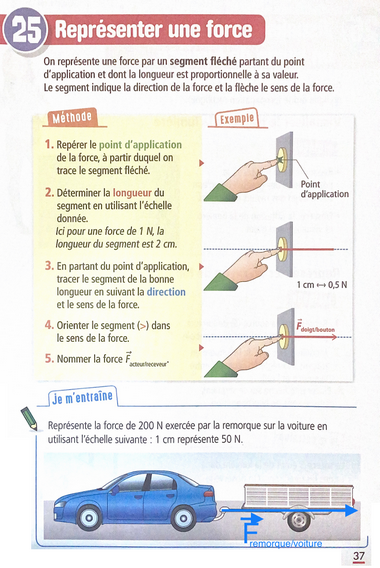 25 Représenter une force
On représente une force par un segment fléché partant du point
d'application et dont la longueur est proportionnelle à sa valeur.
Le segment indique la direction de la force et la flèche le sens de la force.
Méthode
1. Repérer le point d'application
de la force, à partir duquel on
trace le segment fléché.
2. Déterminer la longueur du
segment en utilisant l'échelle
donnée.
Ici pour une force de 1 N, la
longueur du segment est 2 cm.
3. En partant du point d'application,
tracer le segment de la bonne
longueur en suivant la direction
et le sens de la force.
4. Orienter le segment (>) dans
le sens de la force.
5. Nommer la force F acteur/receveur"
Exemple
Point
d'application
1 cm ↔ 0,5 N
F doigt/bouton
Je m'entraîne
Représente la force de 200 N exercée par la remorque sur la voiture en
utilisant l'échelle suivante : 1 cm représente 50 N.
F remorque/voiture
37